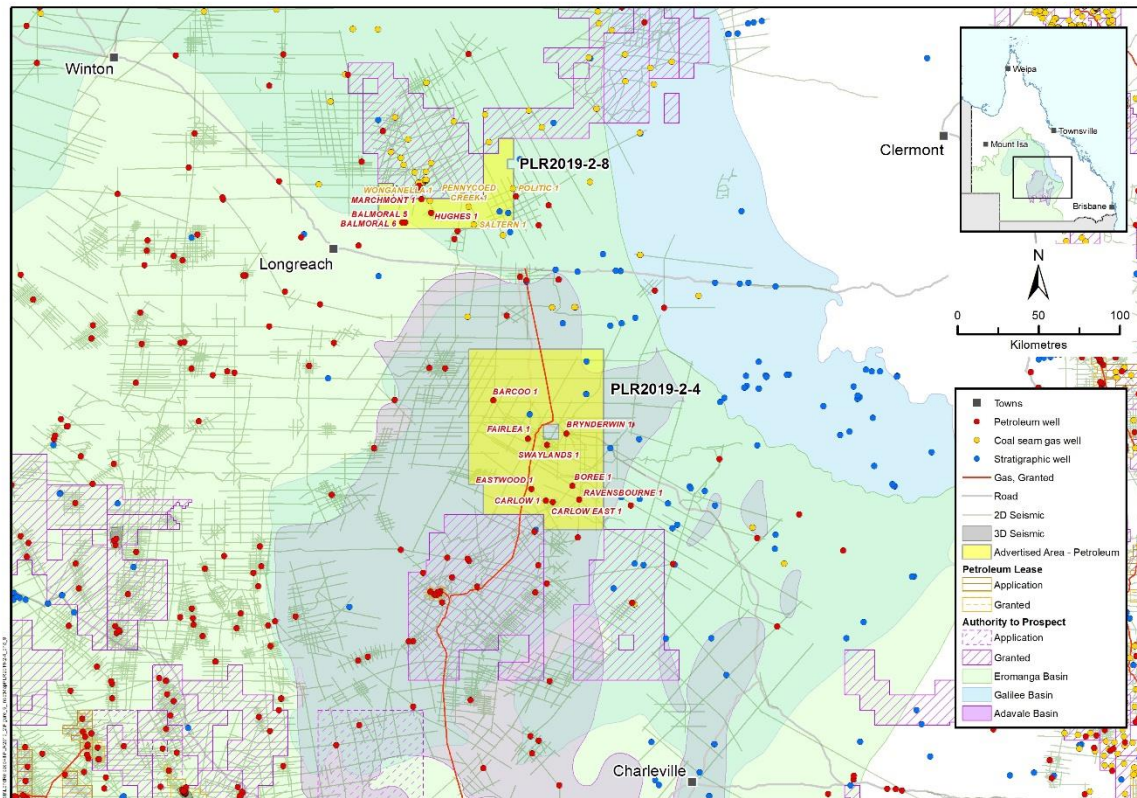 Winton
Clermont
PLR2019-2-8
WONGANELLA 1
PENNYCOED
CREEK 1
POLITIC 1
MARCHMONT 1
BALMORAL 5
HUGHES 1
BALMORAL 6
SALTERN 1
Longreach
PLR2019-2-4
BARCOO 1
BRYNDERWIN 1
FAIRLEA 1
SWAYLANDS 1
EASTWOOD 1
BOREE 1
CARLOW 1
RAVENSBOURNE 1
CARLOW EAST 1
Charleville
Weipa
Townsville
Mount Isa
Brisbane
N
0 50 100
Kilometres
Towns
Petroleum well
Coal seam gas well
Stratigraphic well
Gas, Granted
Road
2D Seismic
3D Seismic
Advertised Area - Petroleum
Petroleum Lease
Application
Granted
Authority to Prospect
Application
Granted
Eromanga Basin
Galilee Basin
Adavale Basin